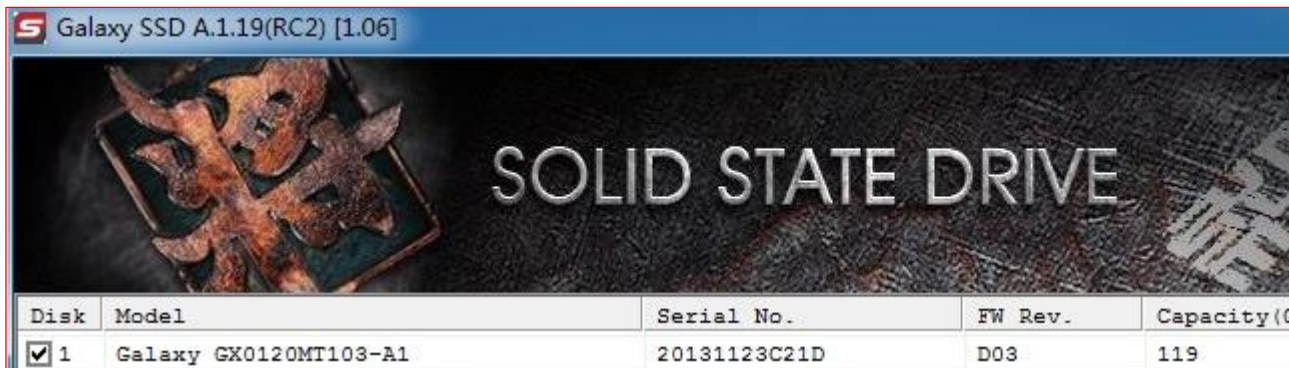 Galaxy SSD A.1.19(RC2) [1.06]
SOLID STATE DRIVE
Disk Model Serial No. FW Rev. Capacity(
1 Galaxy GX0120MT103-A1 20131123C21D D03 119